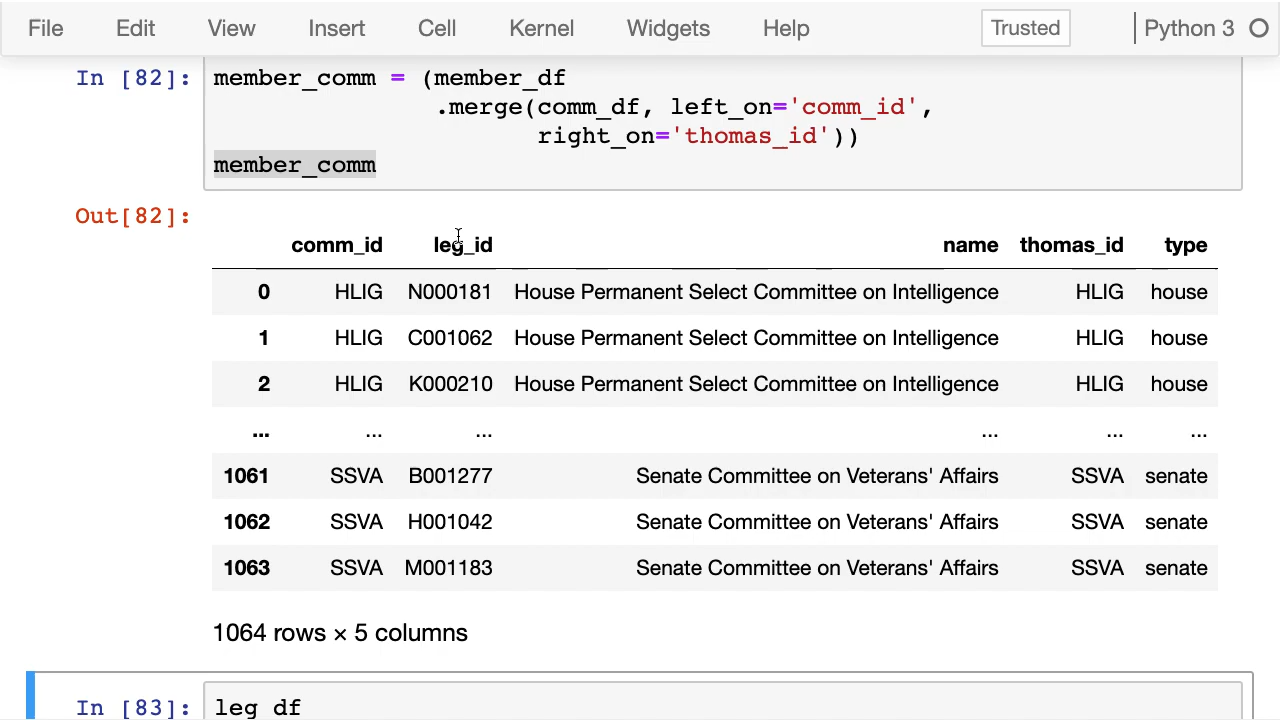 File Edit View Insert Cell Kernel Widgets Help Trusted Python 3
In [82]: member_comm = (member_df
.merge(comm_df, left_on='comm_id',
right_on='thomas_id'))
member_comm
Out[82]:
comm_id leg_id name thomas_id type
0 HLIG N000181 House Permanent Select Committee on Intelligence HLIG house
1 HLIG C001062 House Permanent Select Committee on Intelligence HLIG house
2 HLIG K000210 House Permanent Select Committee on Intelligence HLIG house
... ... ... ... ... ...
1061 SSVA B001277 Senate Committee on Veterans' Affairs SSVA senate
1062 SSVA H001042 Senate Committee on Veterans' Affairs SSVA senate
1063 SSVA M001183 Senate Committee on Veterans' Affairs SSVA senate
1064 rows × 5 columns
In [83]: leg_df